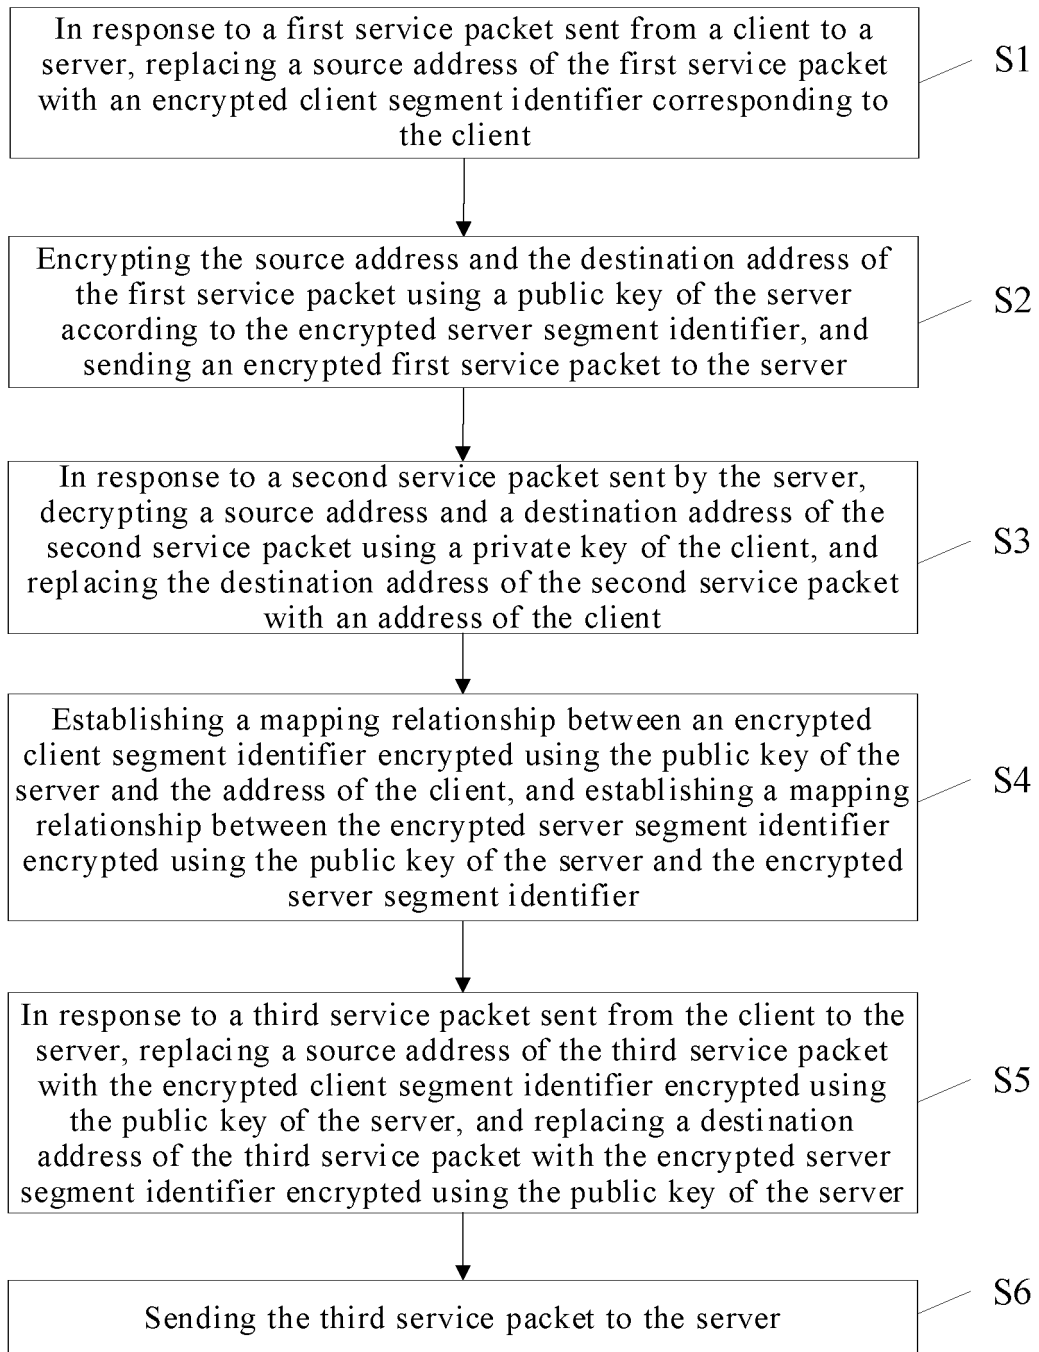 In response to a first service packet sent from a client to a
server, replacing a source address of the first service packet
with an encrypted client segment identifier corresponding to
the client
S1
Encrypting the source address and the destination address of
the first service packet using a public key of the server
according to the encrypted server segment identifier, and
sending an encrypted first service packet to the server
S2
In response to a second service packet sent by the server,
decrypting a source address and a destination address of the
second service packet using a private key of the client, and
replacing the destination address of the second service packet
with an address of the client
S3
Establishing a mapping relationship between an encrypted
client segment identifier encrypted using the public key of the
server and the address of the client, and establishing a mapping
relationship between the encrypted server segment identifier
encrypted using the public key of the server and the encrypted
server segment identifier
S4
In response to a third service packet sent from the client to the
server, replacing a source address of the third service packet
with the encrypted client segment identifier encrypted using
the public key of the server, and replacing a destination
address of the third service packet with the encrypted server
segment identifier encrypted using the public key of the server
S5
Sending the third service packet to the server
S6